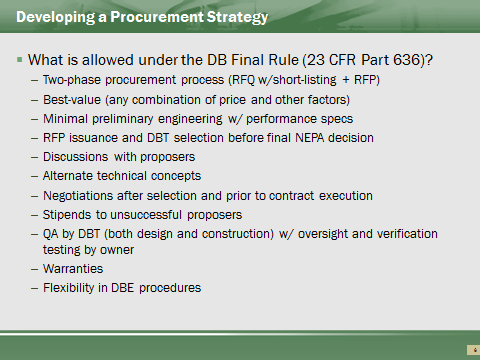 Developing a Procurement Strategy
▪ What is allowed under the DB Final Rule (23 CFR Part 636)?
– Two-phase procurement process (RFQ w/short-listing + RFP)
– Best-value (any combination of price and other factors)
– Minimal preliminary engineering w/ performance specs
– RFP issuance and DBT selection before final NEPA decision
– Discussions with proposers
– Alternate technical concepts
– Negotiations after selection and prior to contract execution
– Stipends to unsuccessful proposers
– QA by DBT (both design and construction) w/ oversight and verification
testing by owner
– Warranties
– Flexibility in DBE procedures